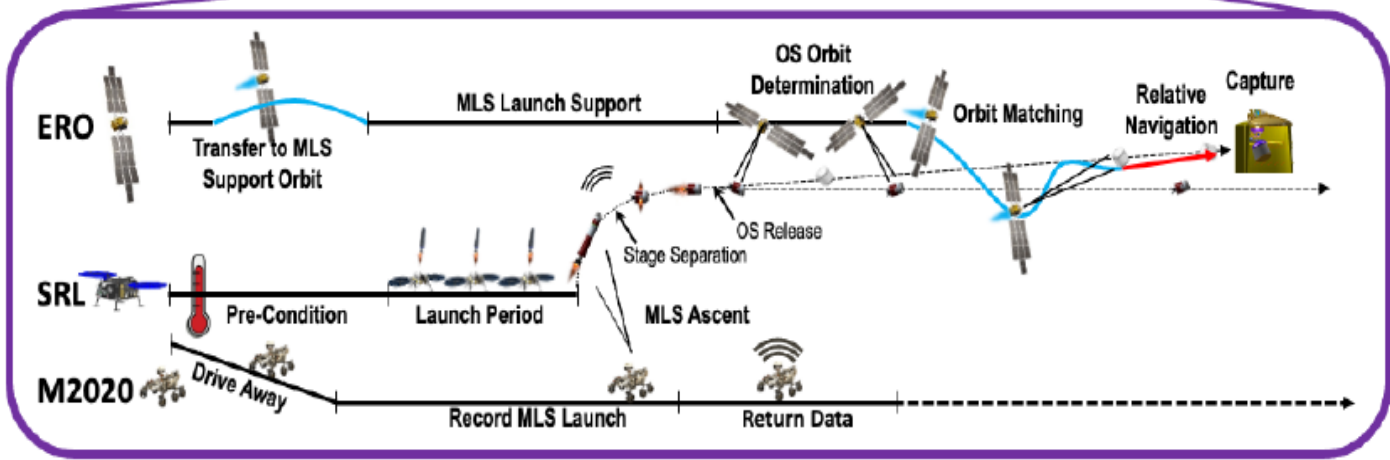 OS Orbit
Determination
Capture
MLS Launch Support
Orbit Matching
Relative
Navigation
ERO
Transfer to MLS
Support Orbit
OS Release
Stage Separation
SRL
Pre-Condition
Launch Period
MLS Ascent
M2020
Drive Away
Record MLS Launch
Return Data